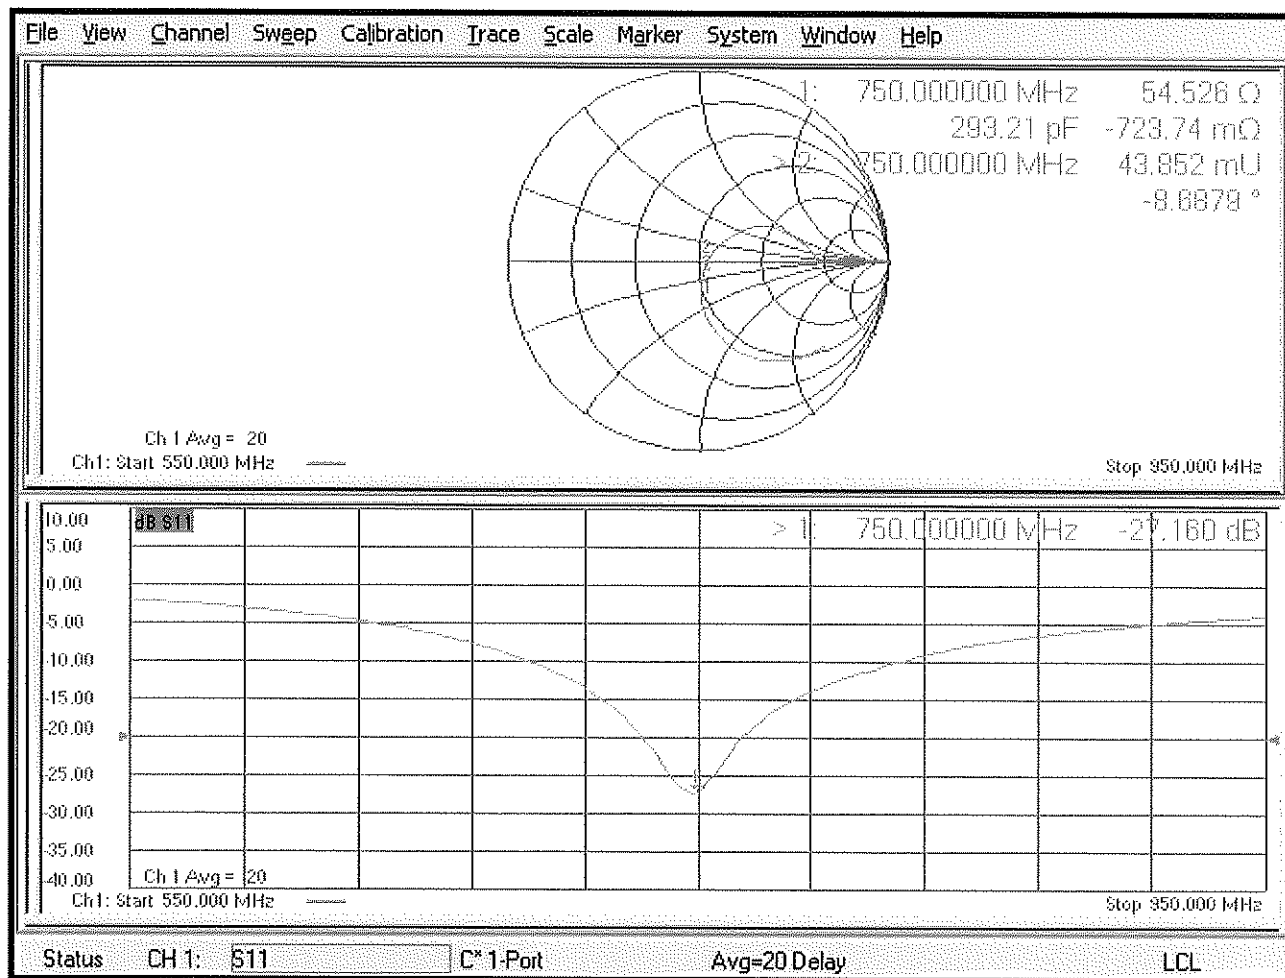 File View Channel Sweep Calibration Trace Scale Marker System Window Help
1: 750.000000 MHz 54.526 Ω
293.21 pF -723.74 mΩ
> 2: 750.000000 MHz 43.852 mU
-8.6879 °
Ch 1 Avg = 20
Ch1: Start 550.000 MHz Stop 950.000 MHz
10.00 dB S11 > 1: 750.000000 MHz -27.160 dB
5.00
0.00
-5.00
-10.00
-15.00
-20.00
-25.00
-30.00
-35.00
-40.00 Ch 1 Avg = 20
Ch1: Start 550.000 MHz Stop 950.000 MHz
Status CH 1: S11 C* 1-Port Avg=20 Delay LCL